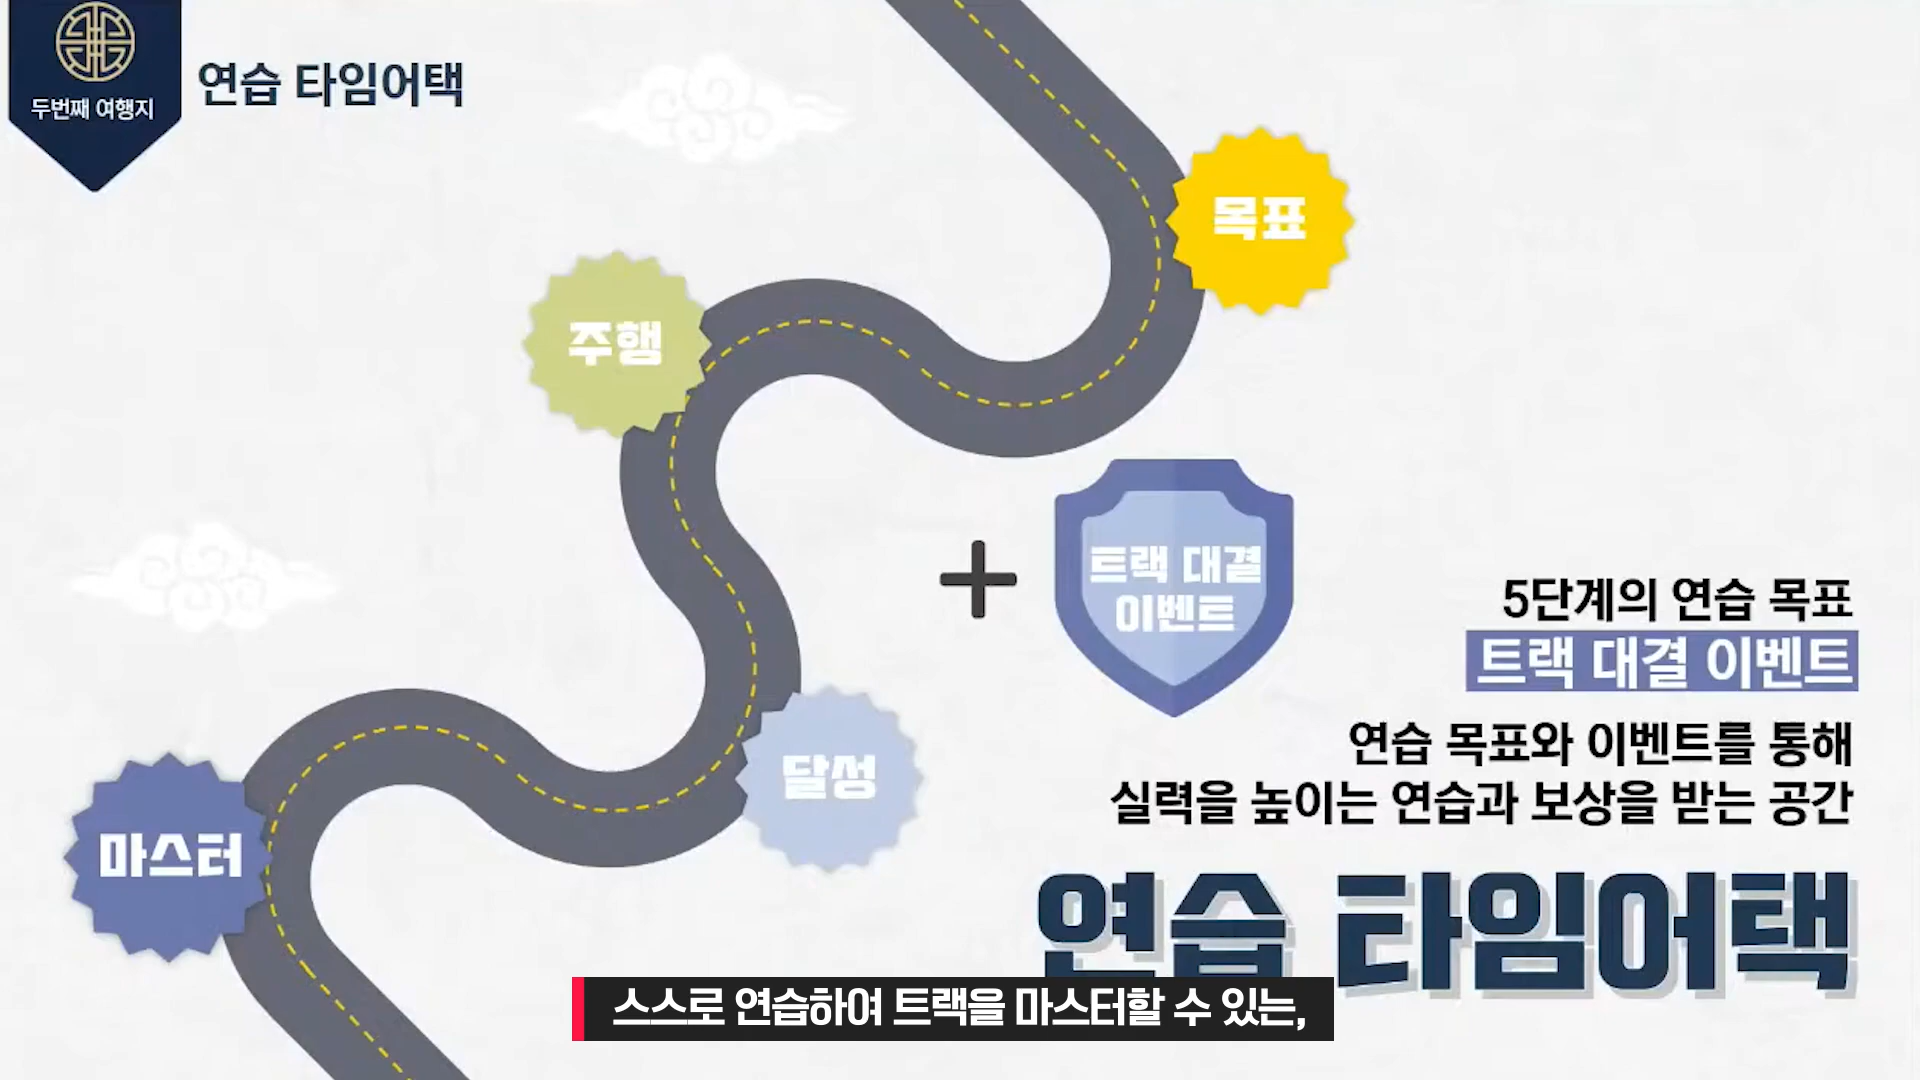 두번째 여행지
연습 타임어택
목표
주행
트랙 대결
이벤트
달성
마스터
5단계의 연습 목표
트랙 대결 이벤트
연습 목표와 이벤트를 통해
실력을 높이는 연습과 보상을 받는 공간
연습 타임어택
스스로 연습하여 트랙을 마스터할 수 있는,